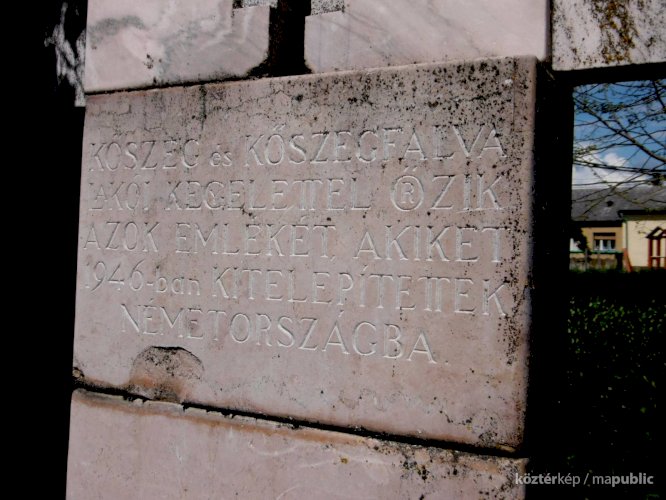 KŐSZEG és KŐSZEGFALVA
LAKÓI KEGYELETTEL ŐRZIK
AZOK EMLÉKÉT, AKIKET
1946-ban KITELEPÍTETTEK
NÉMETORSZÁGBA.
köztérkép / mapublic